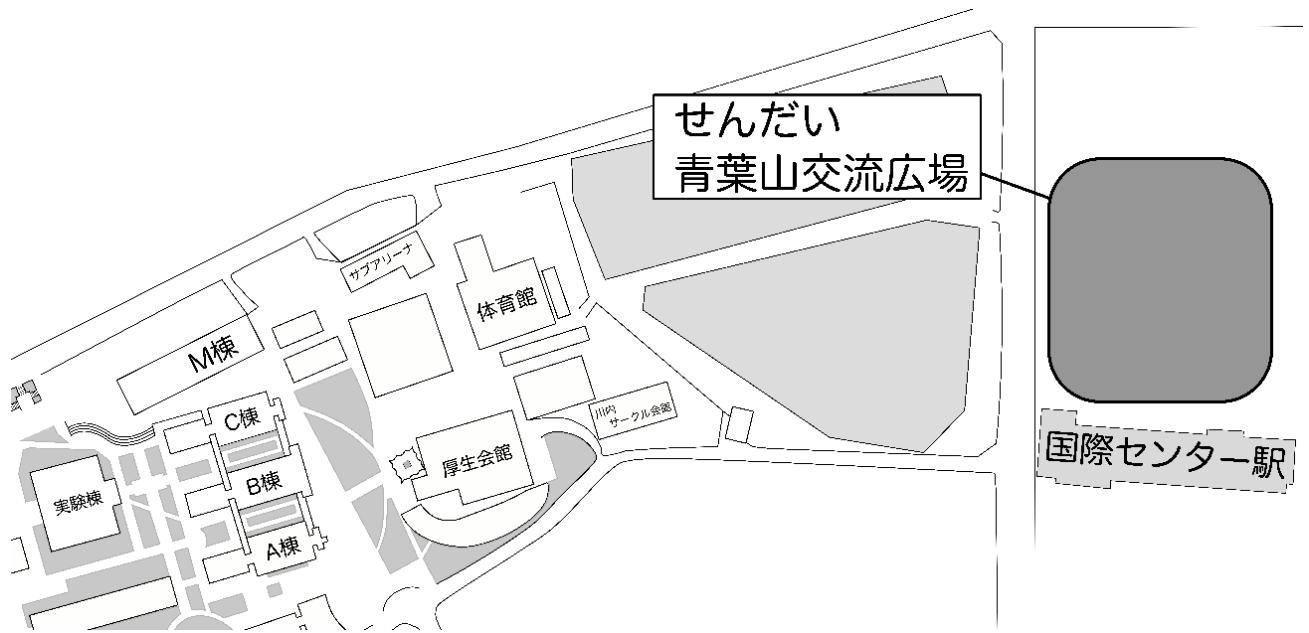 せんだい
青葉山交流広場
サブアリーナ
体育館
M棟
C棟
川内
サークル会館
厚生会館
国際センター駅
B棟
実験棟
A棟